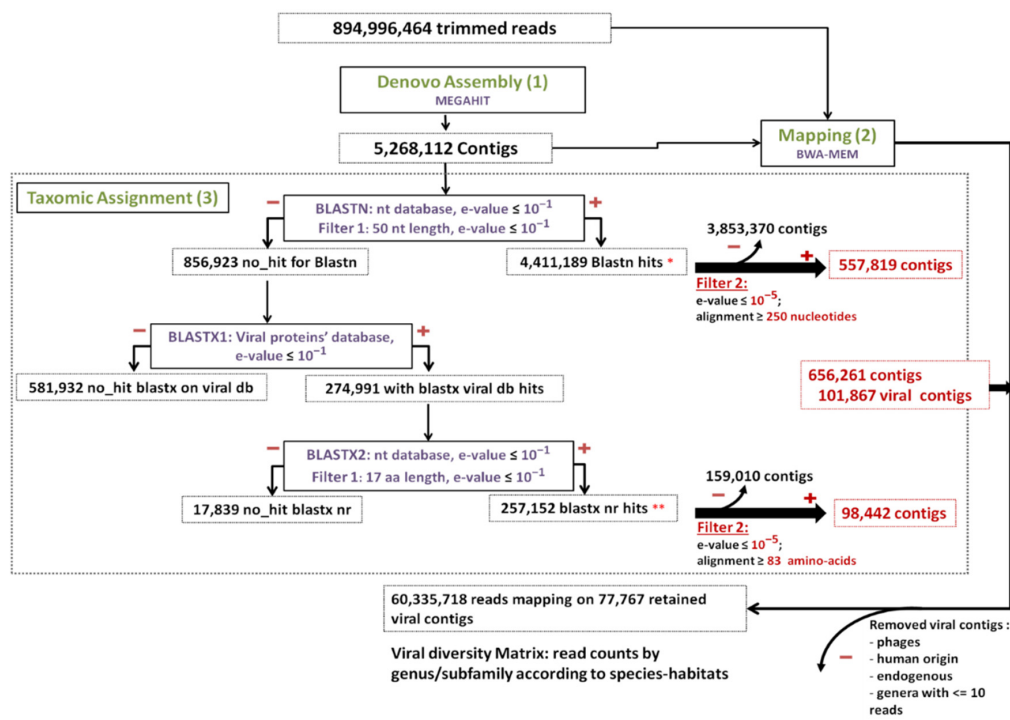 894,996,464 trimmed reads
Denovo Assembly (1)
MEGAHIT
5,268,112 Contigs
Mapping (2)
BWA-MEM
Taxomic Assignment (3)
−
BLASTN: nt database, e-value ≤ 10⁻¹
Filter 1: 50 nt length, e-value ≤ 10⁻¹
+
856,923 no_hit for Blastn
4,411,189 Blastn hits *
3,853,370 contigs
−
+
557,819 contigs
Filter 2:
e-value ≤ 10⁻⁵;
alignment ≥ 250 nucleotides
−
BLASTX1: Viral proteins’ database,
e-value ≤ 10⁻¹
+
581,932 no_hit blastx on viral db
274,991 with blastx viral db hits
656,261 contigs
101,867 viral contigs
−
BLASTX2: nt database, e-value ≤ 10⁻¹
Filter 1: 17 aa length, e-value ≤ 10⁻¹
+
17,839 no_hit blastx nr
257,152 blastx nr hits **
159,010 contigs
−
+
98,442 contigs
Filter 2:
e-value ≤ 10⁻⁵;
alignment ≥ 83 amino-acids
60,335,718 reads mapping on 77,767 retained
viral contigs
Viral diversity Matrix: read counts by
genus/subfamily according to species-habitats
Removed viral contigs :
- phages
− - human origin
- endogenous
- genera with <= 10
reads